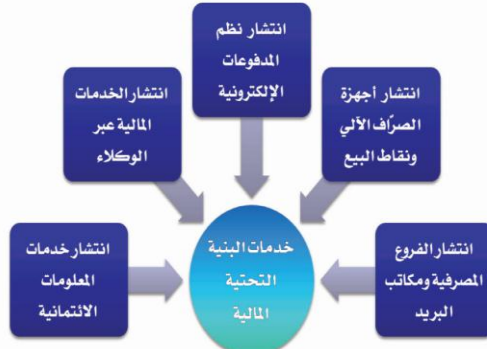 انتشار نظم
المدفوعات
الإلكترونية
انتشار أجهزة
الصرّاف الآلي
ونقاط البيع
انتشار الخدمات
المالية عبر
الوكلاء
انتشار الفروع
المصرفية ومكاتب
البريد
خدمات البنية
التحتية
المالية
انتشار خدمات
المعلومات
الائتمانية